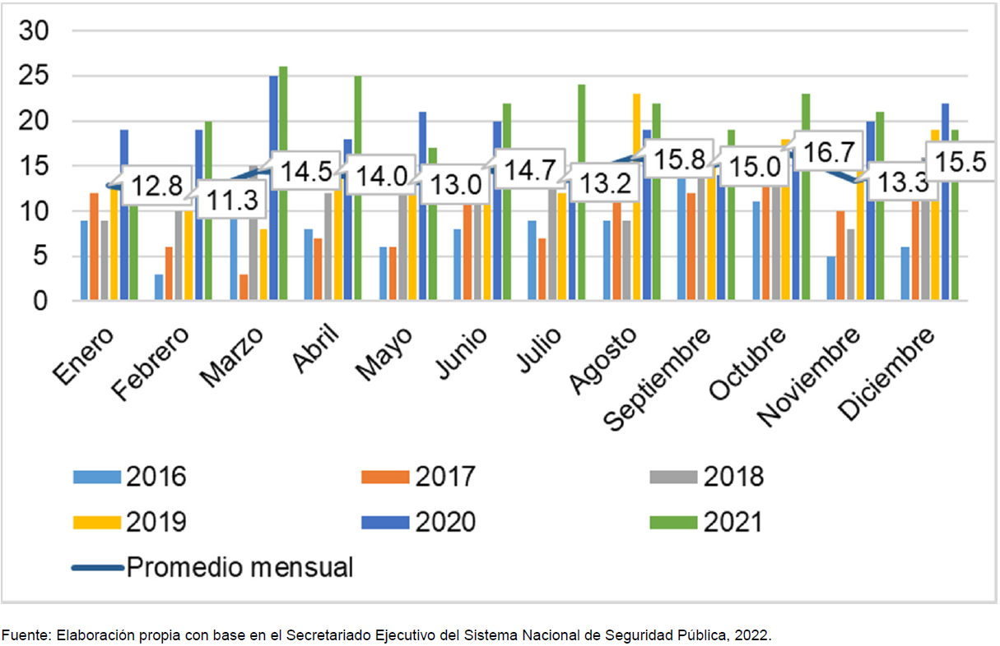 30
25
20
15
10
5
0
12.8
11.3
14.5
14.0
13.0
14.7
13.2
15.8
15.0
16.7
13.3
15.5
Enero
Febrero
Marzo
Abril
Mayo
Junio
Julio
Agosto
Septiembre
Octubre
Noviembre
Diciembre
2016 2017 2018
2019 2020 2021
Promedio mensual
Fuente: Elaboración propia con base en el Secretariado Ejecutivo del Sistema Nacional de Seguridad Pública, 2022.